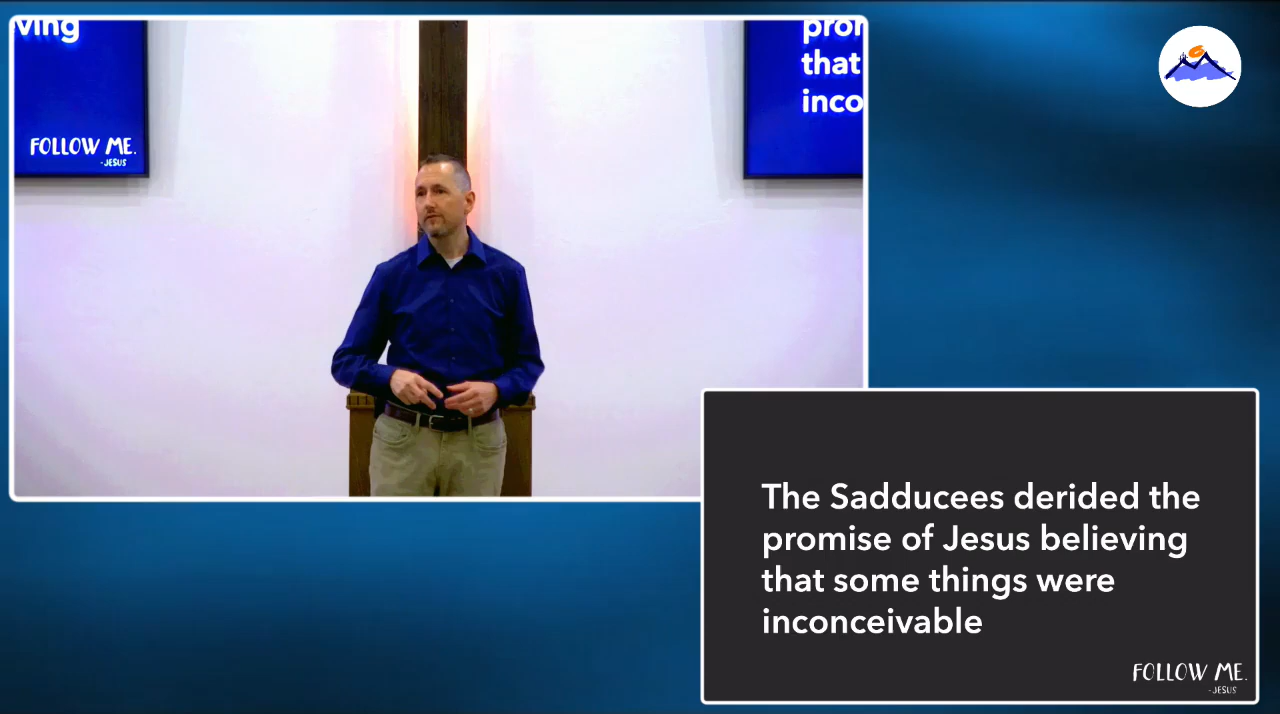 ving
FOLLOW ME.
- JESUS
that
inco
The Sadducees derided the
promise of Jesus believing
that some things were
inconceivable
FOLLOW ME.
- JESUS